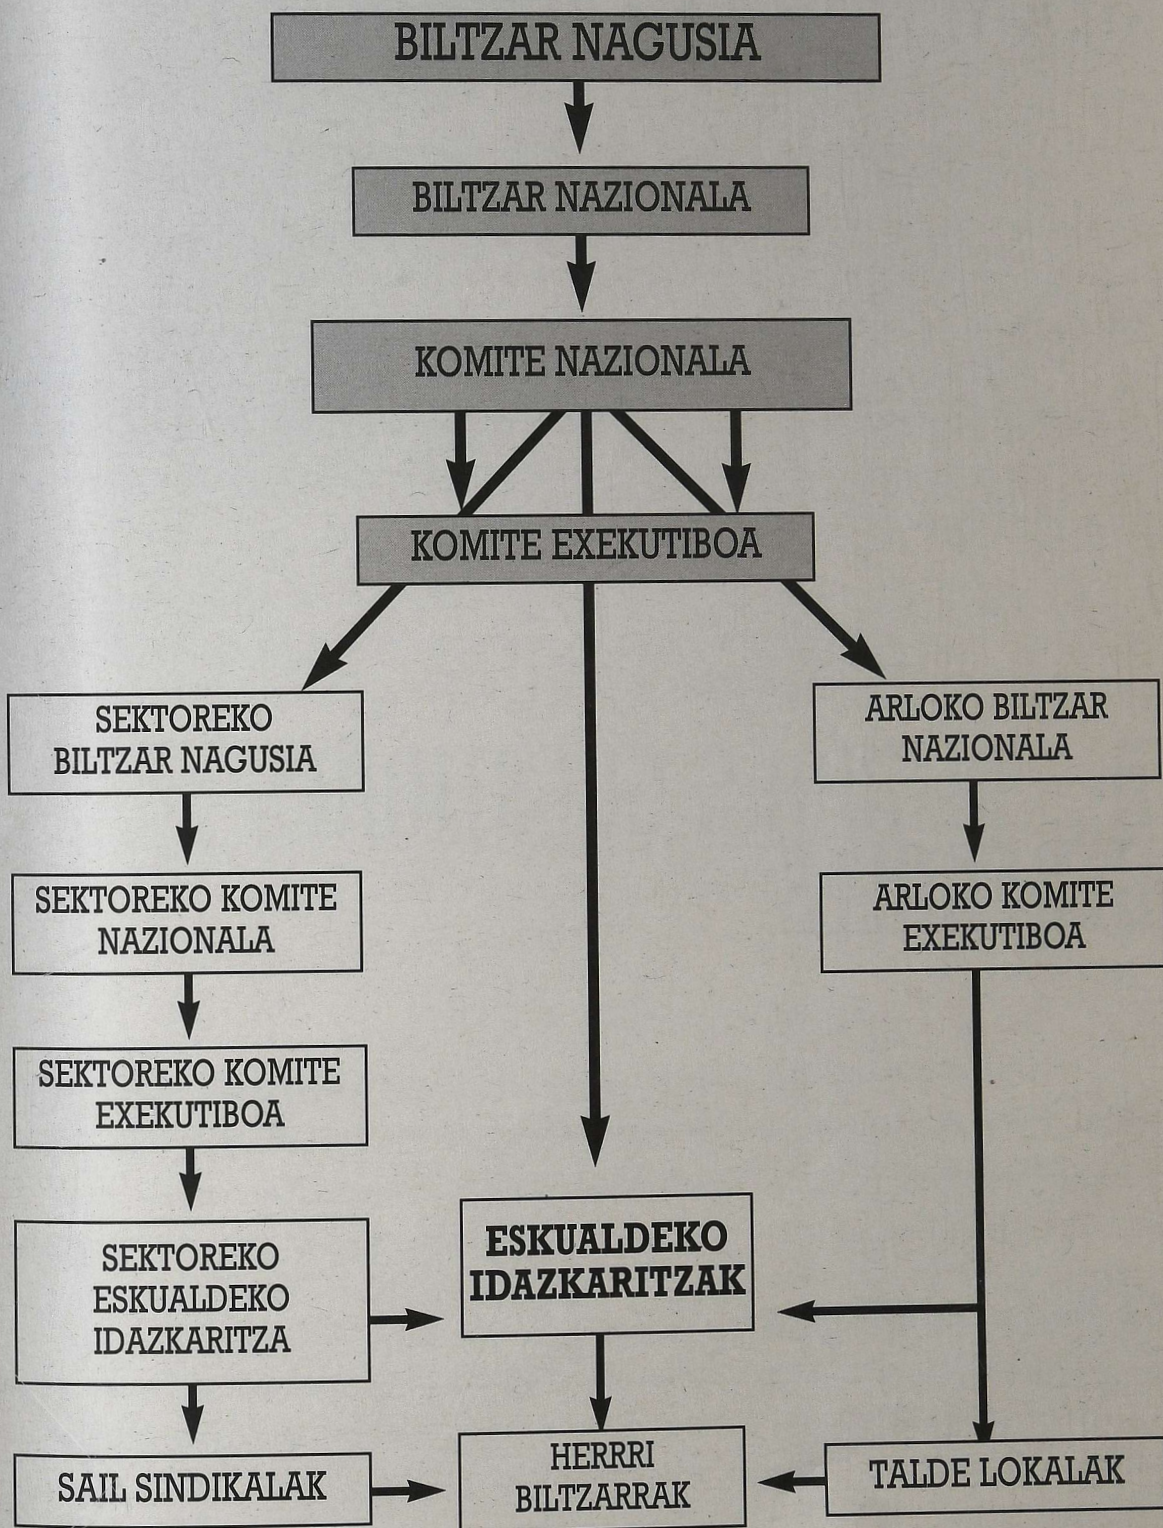 BILTZAR NAGUSIA
BILTZAR NAZIONALA
KOMITE NAZIONALA
KOMITE EXEKUTIBOA
SEKTOREKO
BILTZAR NAGUSIA
ARLOKO BILTZAR
NAZIONALA
SEKTOREKO KOMITE
NAZIONALA
ARLOKO KOMITE
EXEKUTIBOA
SEKTOREKO KOMITE
EXEKUTIBOA
SEKTOREKO
ESKUALDEKO
IDAZKARITZA
ESKUALDEKO
IDAZKARITZAK
SAIL SINDIKALAK
HERRRI
BILTZARRAK
TALDE LOKALAK